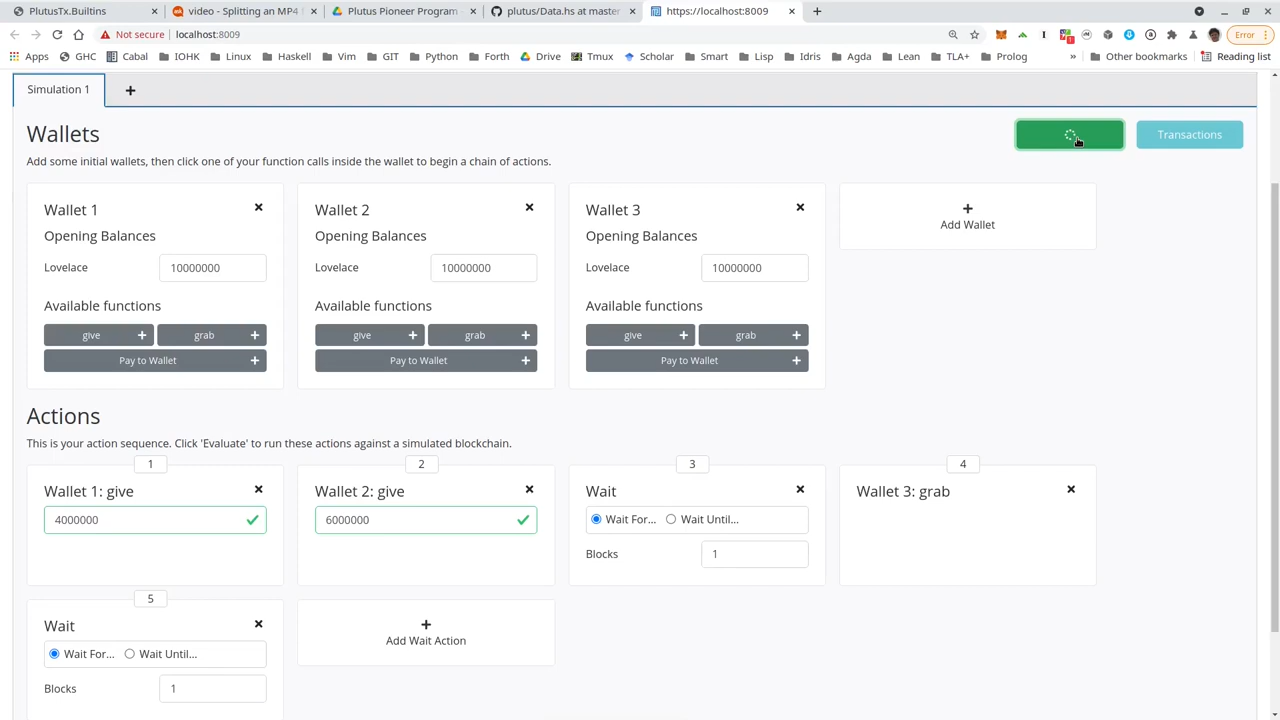 PlutusTx.Builtins
video - Splitting an MP4
Plutus Pioneer Program
plutus/Data.hs at master
https://localhost:8009
Not secure
localhost:8009
Error
Apps
GHC
Cabal
IOHK
Linux
Haskell
Vim
GIT
Python
Forth
Drive
Tmux
Scholar
Smart
Lisp
Idris
Agda
Lean
TLA+
Prolog
»
Other bookmarks
Reading list
Simulation 1
Wallets
Transactions
Add some initial wallets, then click one of your function calls inside the wallet to begin a chain of actions.
Wallet 1
Opening Balances
Lovelace
10000000
Available functions
give
grab
Pay to Wallet
Wallet 2
Opening Balances
Lovelace
10000000
Available functions
give
grab
Pay to Wallet
Wallet 3
Opening Balances
Lovelace
10000000
Available functions
give
grab
Pay to Wallet
Add Wallet
Actions
This is your action sequence. Click 'Evaluate' to run these actions against a simulated blockchain.
1
Wallet 1: give
4000000
2
Wallet 2: give
6000000
3
Wait
Wait For...
Wait Until...
Blocks
1
4
Wallet 3: grab
5
Wait
Wait For...
Wait Until...
Blocks
1
Add Wait Action